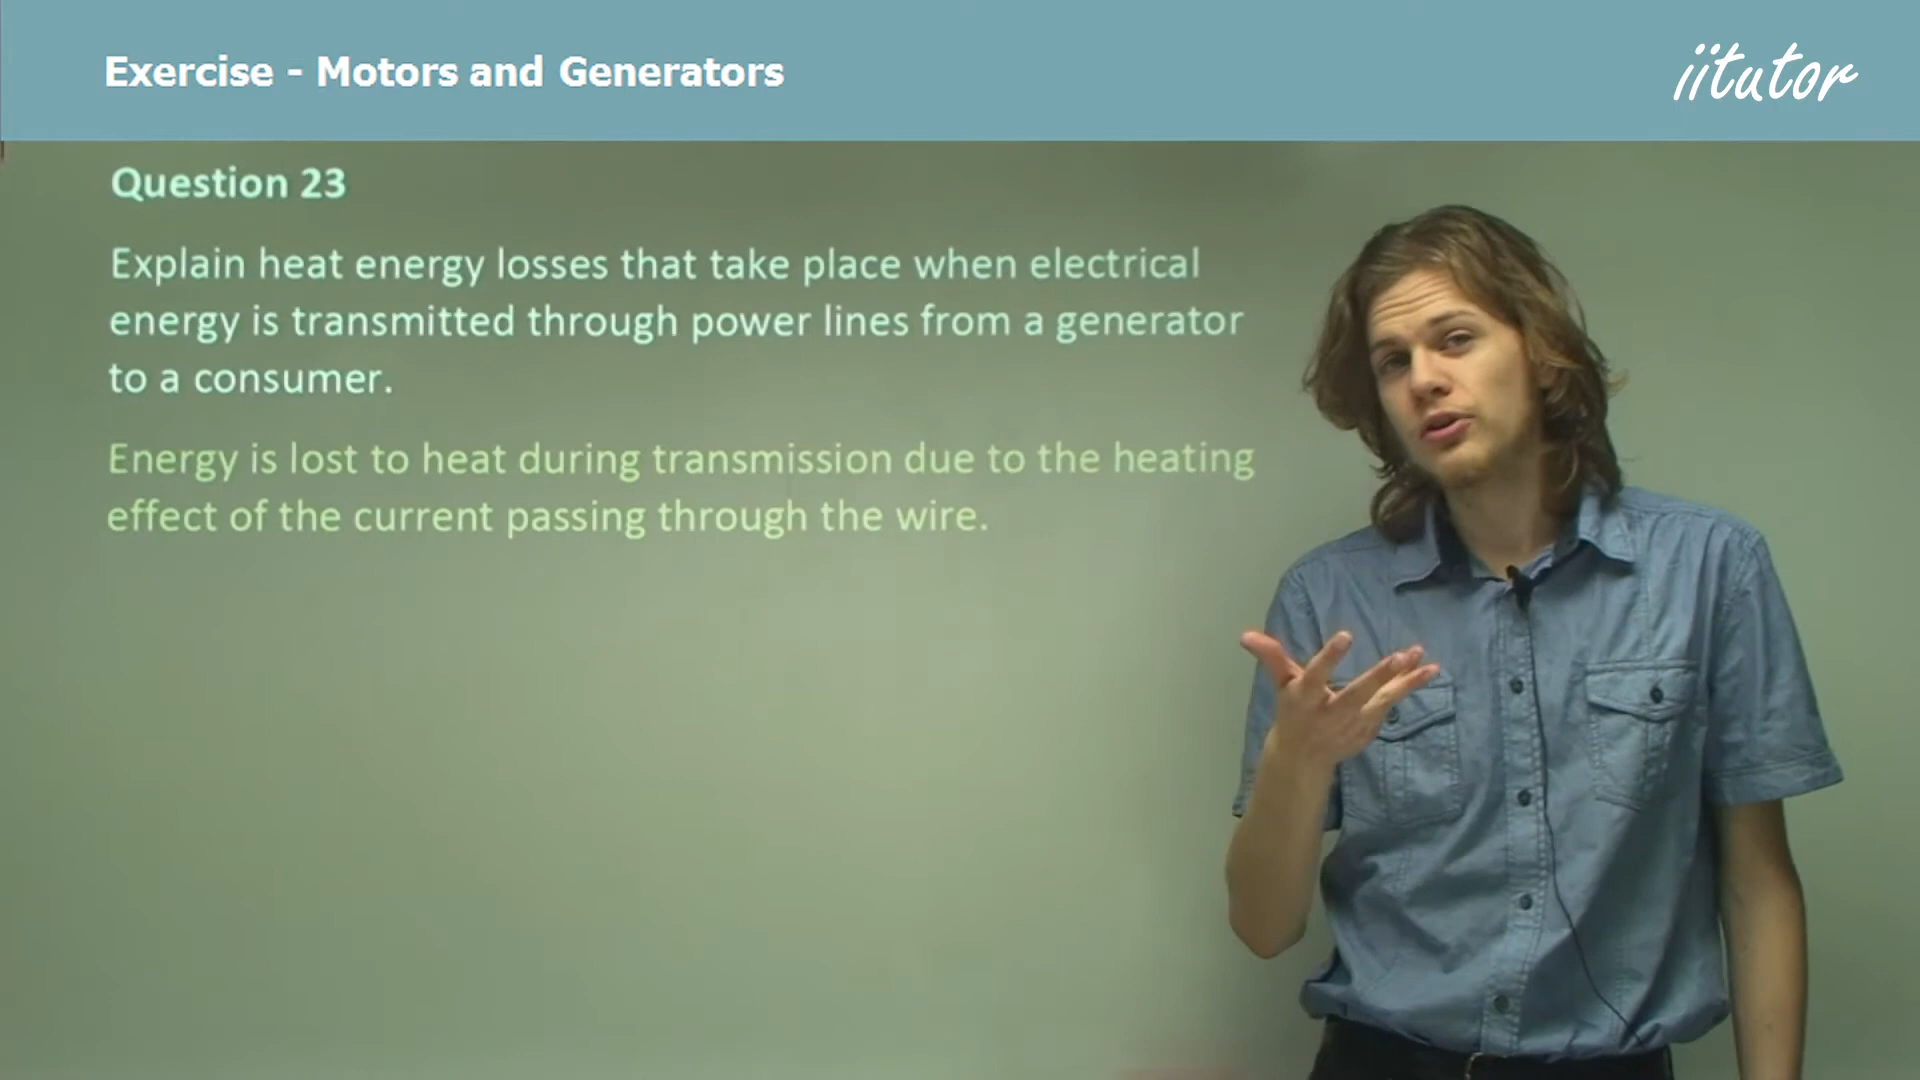 Exercise - Motors and Generators
iitutor
Question 23
Explain heat energy losses that take place when electrical
energy is transmitted through power lines from a generator
to a consumer.
Energy is lost to heat during transmission due to the heating
effect of the current passing through the wire.